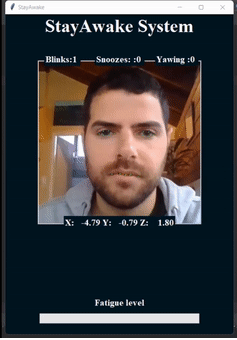 StayAwake
StayAwake System
Blinks:1 Snoozes: :0 Yawing :0
X: -4.79 Y: -0.79 Z: 1.80
Fatigue level